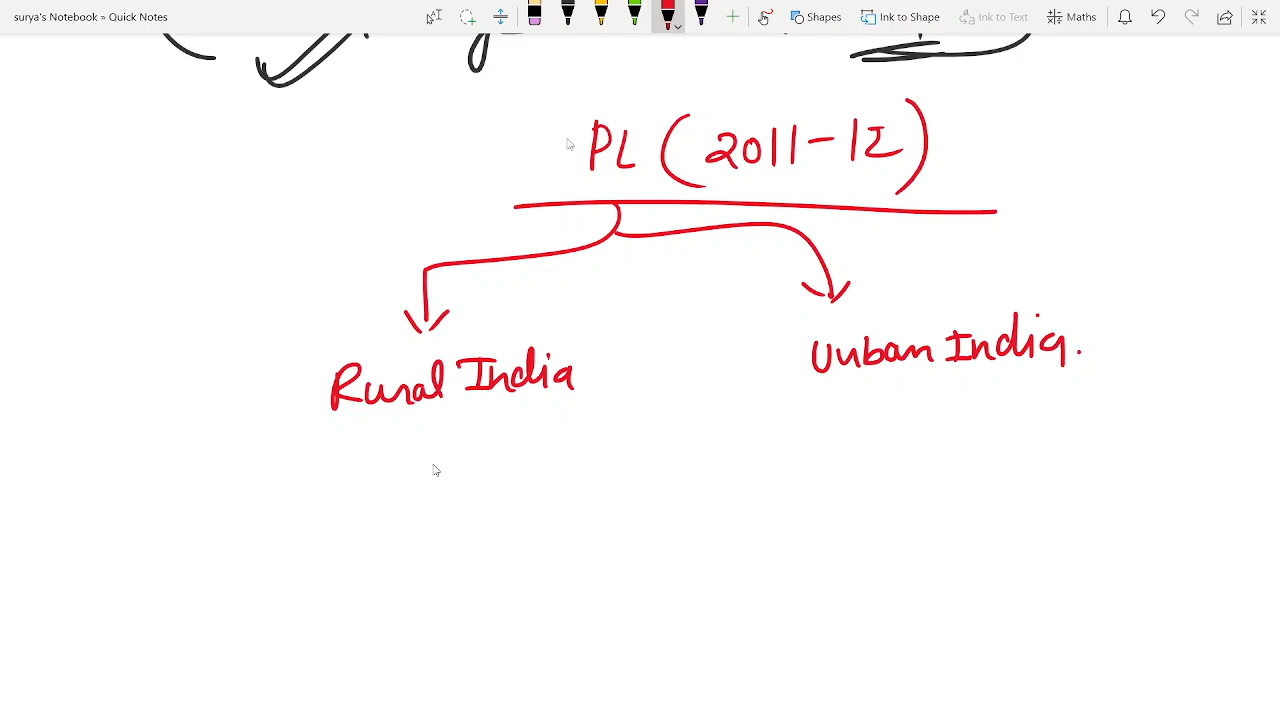 surya's Notebook » Quick Notes
Shapes
Ink to Shape
Ink to Text
Maths
PL (2011-12)
Rural India
Urban India.